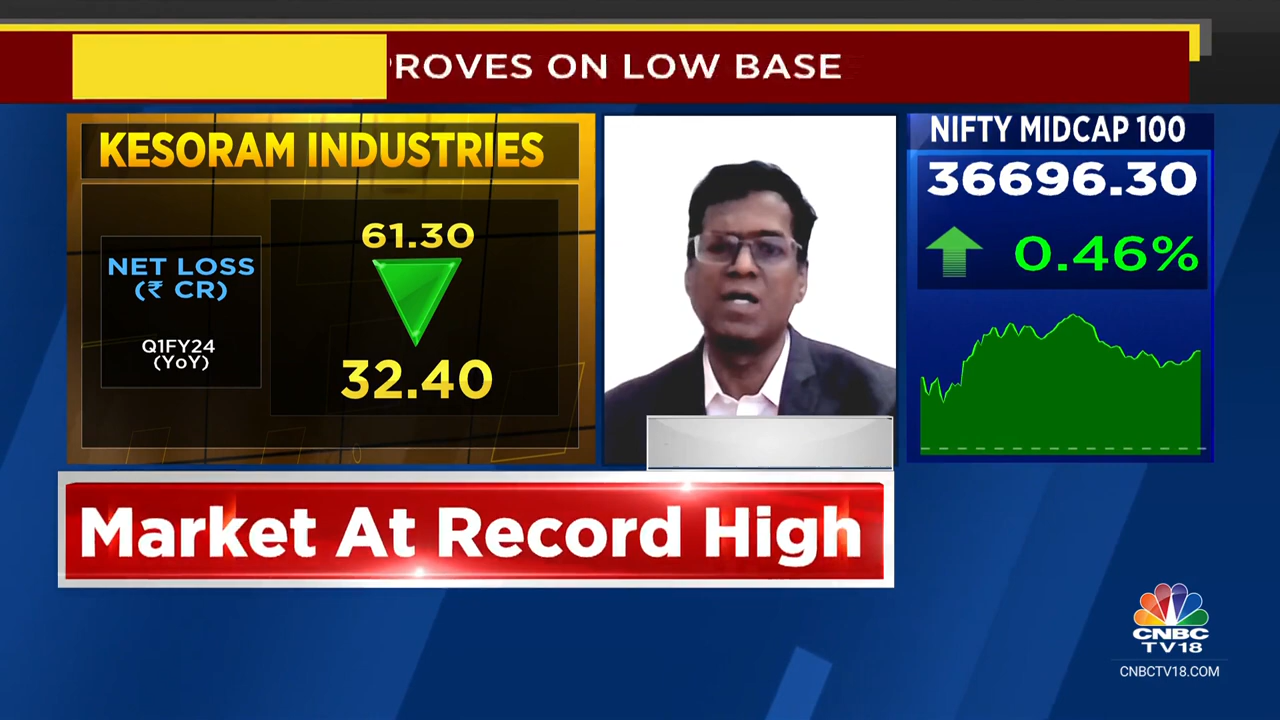 ROVES ON LOW BASE
KESORAM INDUSTRIES
NET LOSS
(₹ CR)
Q1FY24
(YoY)
61.30
32.40
NIFTY MIDCAP 100
36696.30
0.46%
Market At Record High
CNBC
TV18
CNBCTV18.COM